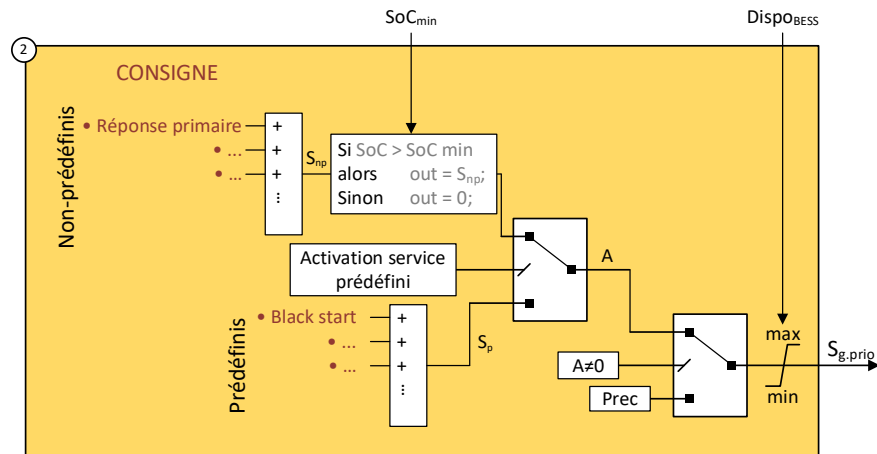 SoCmin
DispoBESS
2
CONSIGNE
Non-prédéfinis
• Réponse primaire
+
• ...
+
• ...
+
⋮
Snp
Si SoC > SoC min
alors out = Snp;
Sinon out = 0;
Activation service
prédéfini
A
Prédéfinis
• Black start
+
• ...
+
• ...
+
⋮
Sp
A≠0
Prec
max
min
Sg.prio